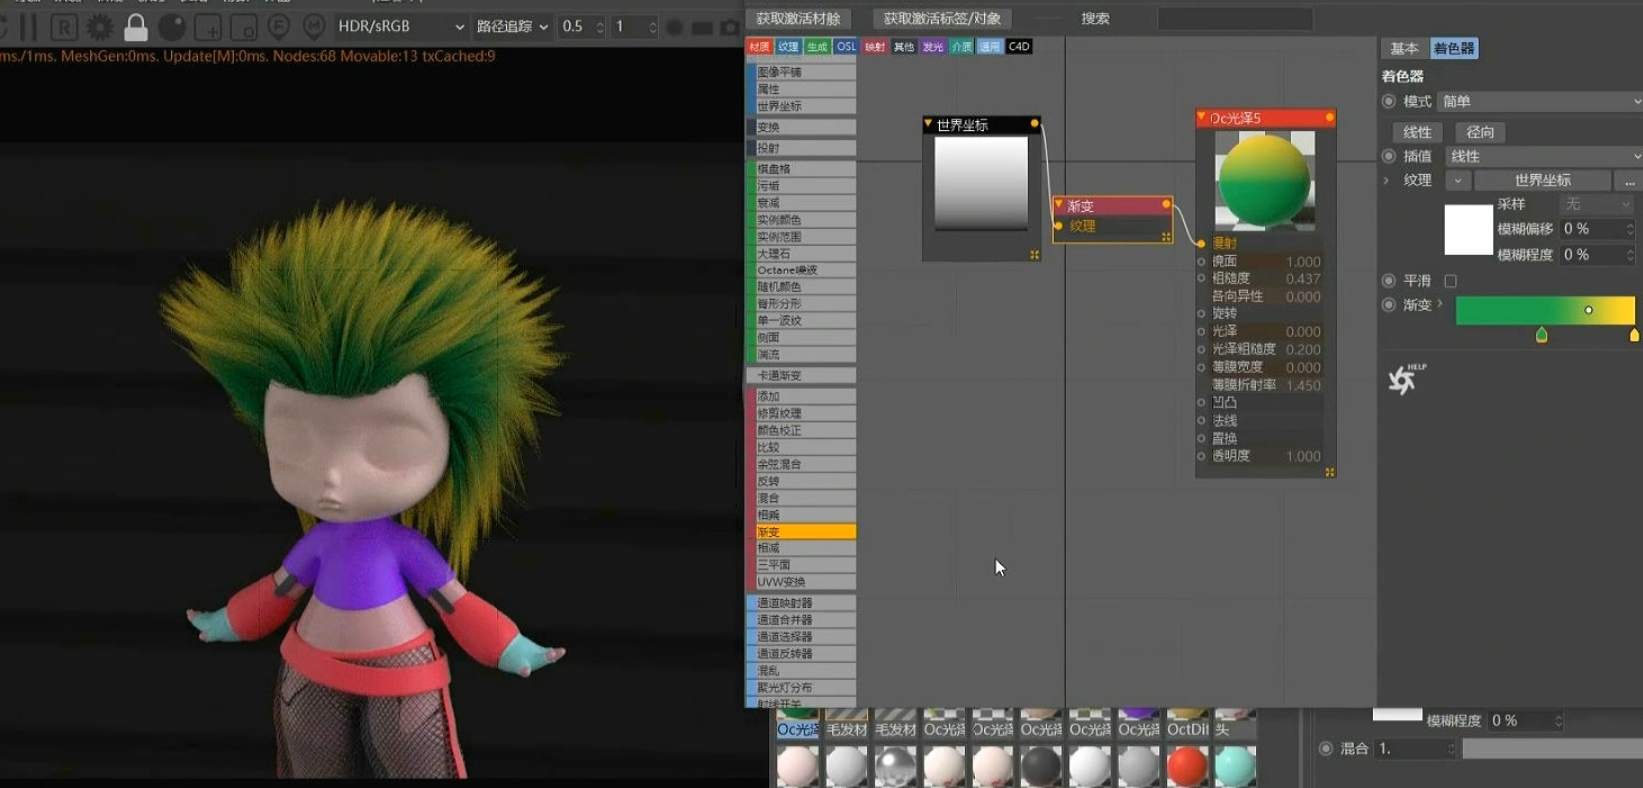 HDR/sRGB
路径追踪
0.5
1
ms./1ms. MeshGen:0ms. Update[M]:0ms. Nodes:68 Movable:13 txCached:9
获取激活材料
获取激活标签/对象
搜索
材质 纹理 生成 OSL 映射 其他 发光 介质 通用 C4D
图像平铺
属性
世界坐标
变换
投射
棋盘格
污垢
衰减
实例颜色
实例范围
大理石
Octane噪波
随机颜色
脊形分形
单一波纹
侧面
湍流
卡通渐变
添加
修剪纹理
颜色校正
比较
余弦混合
反转
混合
相乘
渐变
相减
三平面
UVW变换
通道映射器
通道合并器
通道选择器
通道反转器
混乱
聚光灯分布
射线开关
世界坐标
渐变
纹理
Oc光泽5
漫射
镜面 1.000
粗糙度 0.437
各向异性 0.000
旋转
光泽 0.000
光泽粗糙度 0.200
薄膜宽度 0.000
薄膜折射率 1.450
凹凸
法线
置换
透明度 1.000
基本 着色器
着色器
模式 简单
线性 径向
插值 线性
纹理 世界坐标 ...
采样 无
模糊偏移 0 %
模糊程度 0 %
平滑
渐变
HELP
Oc光泽 毛发材 毛发材 Oc光泽 Oc光泽 Oc光泽 Oc光泽 Oc光泽 OctDif 头
模糊程度 0 %
混合 1.